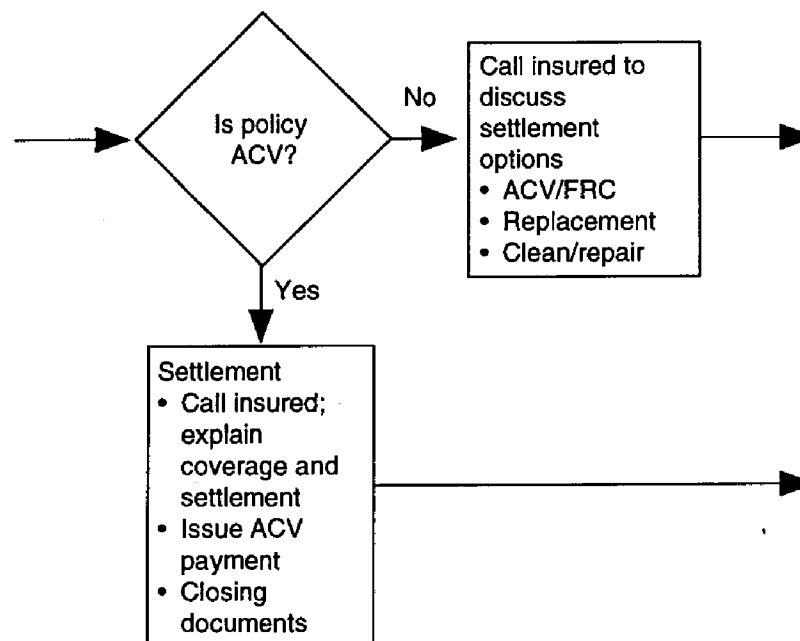 Is policy
ACV?
No
Call insured to
discuss
settlement
options
• ACV/FRC
• Replacement
• Clean/repair
Yes
Settlement
• Call insured;
explain
coverage and
settlement
• Issue ACV
payment
• Closing
documents